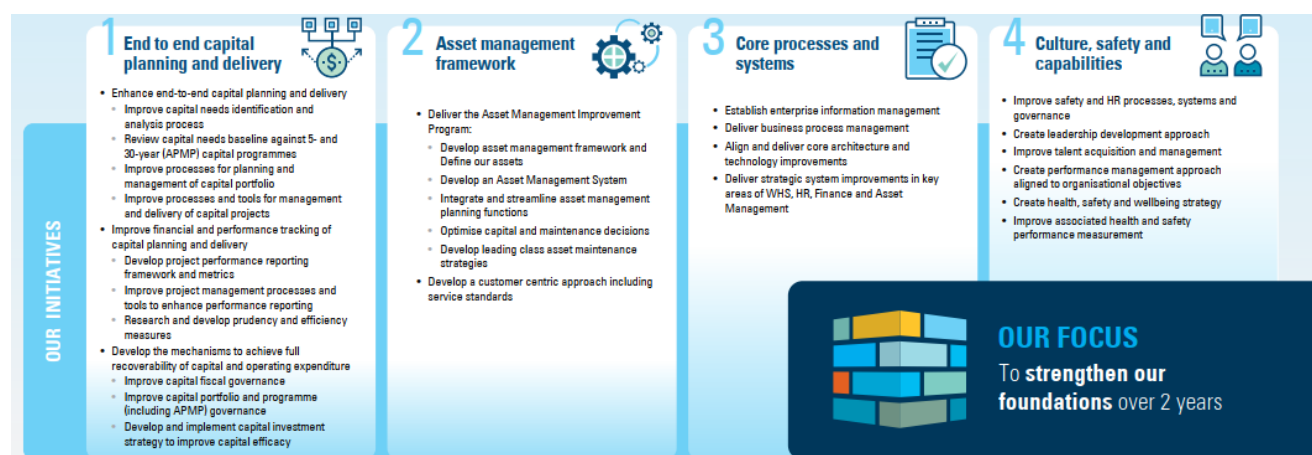 OUR INITIATIVES
1
End to end capital
planning and delivery
$
• Enhance end-to-end capital planning and delivery
Improve capital needs identification and
analysis process
Review capital needs baseline against 5- and
30-year (APMP) capital programmes
Improve processes for planning and
management of capital portfolio
Improve processes and tools for management
and delivery of capital projects
• Improve financial and performance tracking of
capital planning and delivery
Develop project performance reporting
framework and metrics
Improve project management processes and
tools to enhance performance reporting
Research and develop prudency and efficiency
measures
• Develop the mechanisms to achieve full
recoverability of capital and operating expenditure
Improve capital fiscal governance
Improve capital portfolio and programme
(including APMP) governance
Develop and implement capital investment
strategy to improve capital efficacy
2
Asset management
framework
• Deliver the Asset Management Improvement
Program:
Develop asset management framework and
Define our assets
Develop an Asset Management System
Integrate and streamline asset management
planning functions
Optimise capital and maintenance decisions
Develop leading class asset maintenance
strategies
• Develop a customer centric approach including
service standards
3
Core processes and
systems
• Establish enterprise information management
• Deliver business process management
• Align and deliver core architecture and
technology improvements
• Deliver strategic system improvements in key
areas of WHS, HR, Finance and Asset
Management
4
Culture, safety and
capabilities
• Improve safety and HR processes, systems and
governance
• Create leadership development approach
• Improve talent acquisition and management
• Create performance management approach
aligned to organisational objectives
• Create health, safety and wellbeing strategy
• Improve associated health and safety
performance measurement
OUR FOCUS
To strengthen our
foundations over 2 years